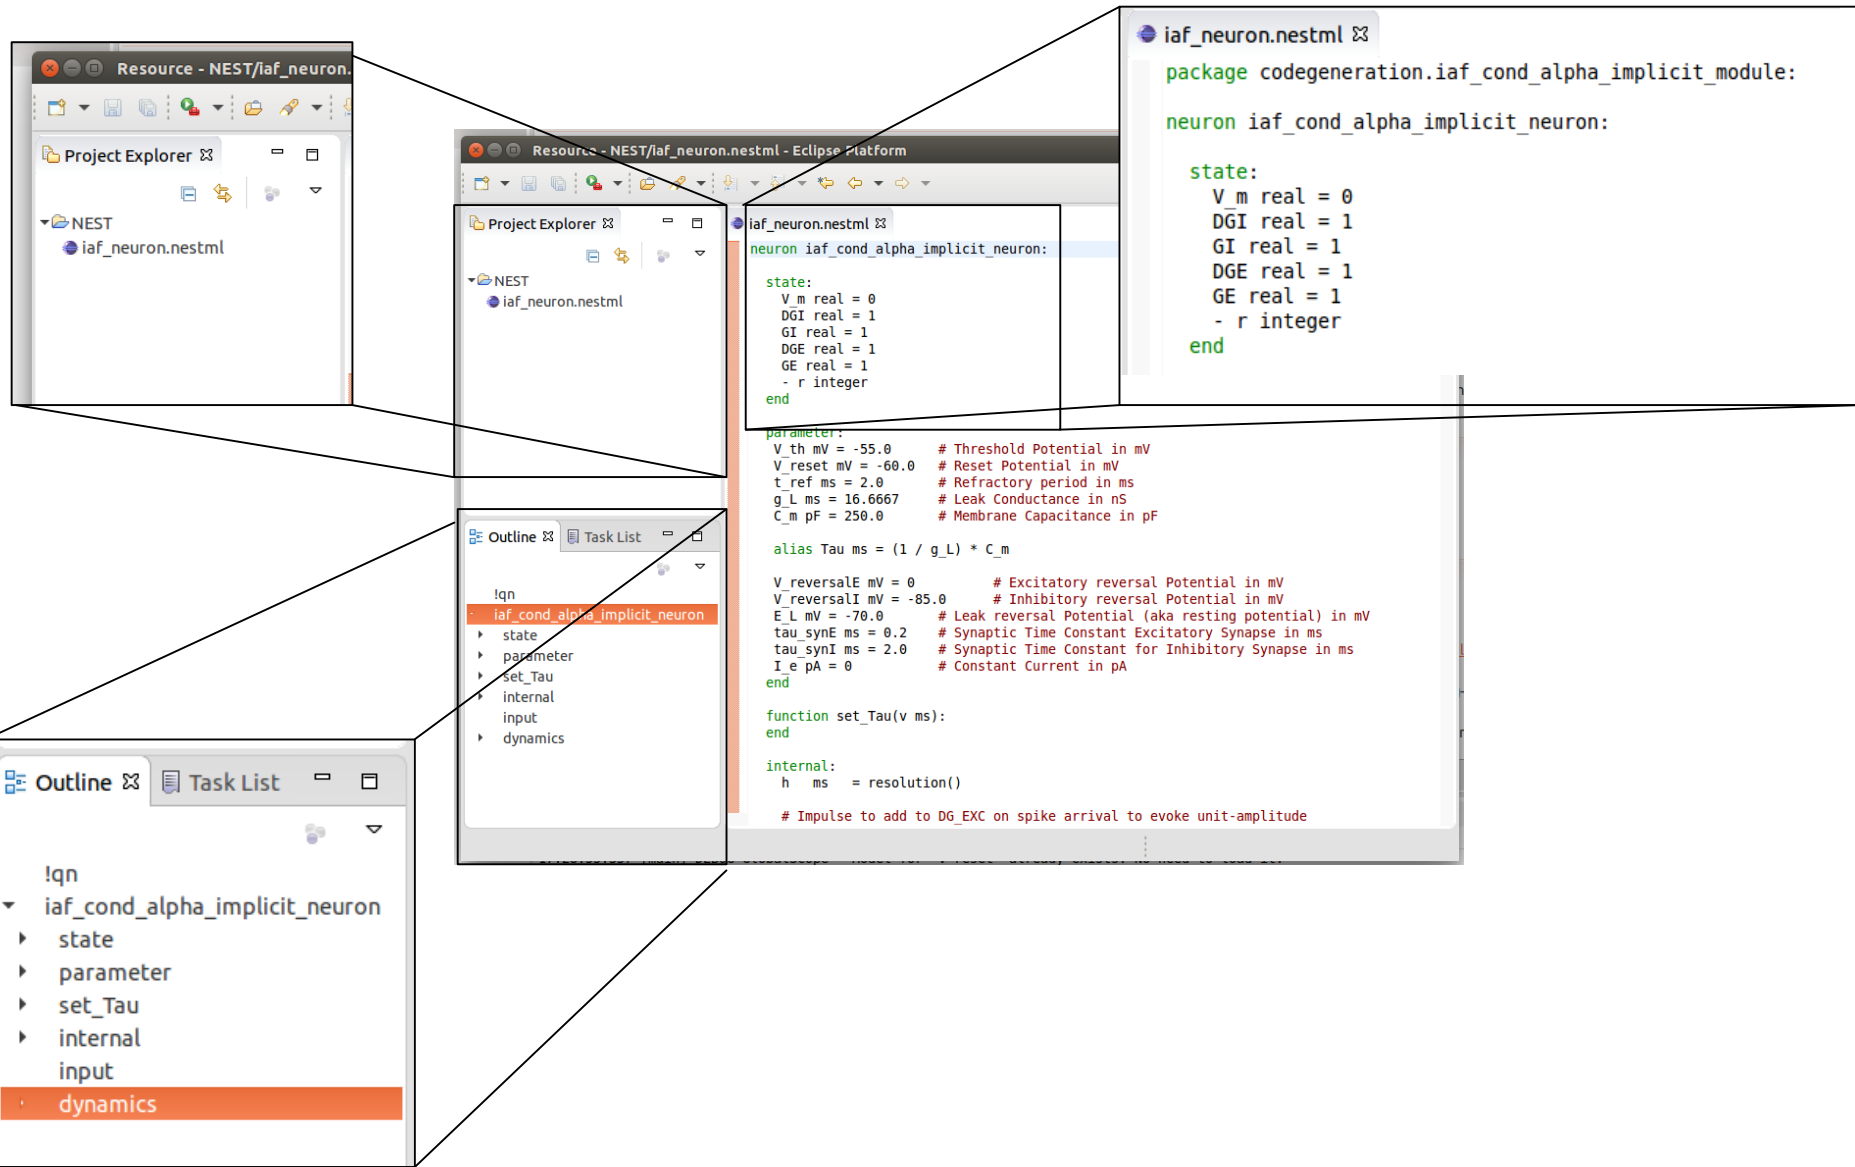 Resource - NEST/iaf_neuron.
Project Explorer
NEST
iaf_neuron.nestml
iaf_neuron.nestml
package codegeneration.iaf_cond_alpha_implicit_module:
neuron iaf_cond_alpha_implicit_neuron:
state:
V_m real = 0
DGI real = 1
GI real = 1
DGE real = 1
GE real = 1
- r integer
end
Resource - NEST/iaf_neuron.nestml - Eclipse Platform
Project Explorer
NEST
iaf_neuron.nestml
iaf_neuron.nestml
neuron iaf_cond_alpha_implicit_neuron:
state:
V_m real = 0
DGI real = 1
GI real = 1
DGE real = 1
GE real = 1
- r integer
end
parameter:
V_th mV = -55.0 # Threshold Potential in mV
V_reset mV = -60.0 # Reset Potential in mV
t_ref ms = 2.0 # Refractory period in ms
g_L ms = 16.6667 # Leak Conductance in nS
C_m pF = 250.0 # Membrane Capacitance in pF
alias Tau ms = (1 / g_L) * C_m
V_reversalE mV = 0 # Excitatory reversal Potential in mV
V_reversalI mV = -85.0 # Inhibitory reversal Potential in mV
E_L mV = -70.0 # Leak reversal Potential (aka resting potential) in mV
tau_synE ms = 0.2 # Synaptic Time Constant Excitatory Synapse in ms
tau_synI ms = 2.0 # Synaptic Time Constant for Inhibitory Synapse in ms
I_e pA = 0 # Constant Current in pA
end
function set_Tau(v ms):
end
internal:
h ms = resolution()
# Impulse to add to DG_EXC on spike arrival to evoke unit-amplitude
Outline Task List
!qn
iaf_cond_alpha_implicit_neuron
state
parameter
set_Tau
internal
input
dynamics
Outline Task List
!qn
iaf_cond_alpha_implicit_neuron
state
parameter
set_Tau
internal
input
dynamics